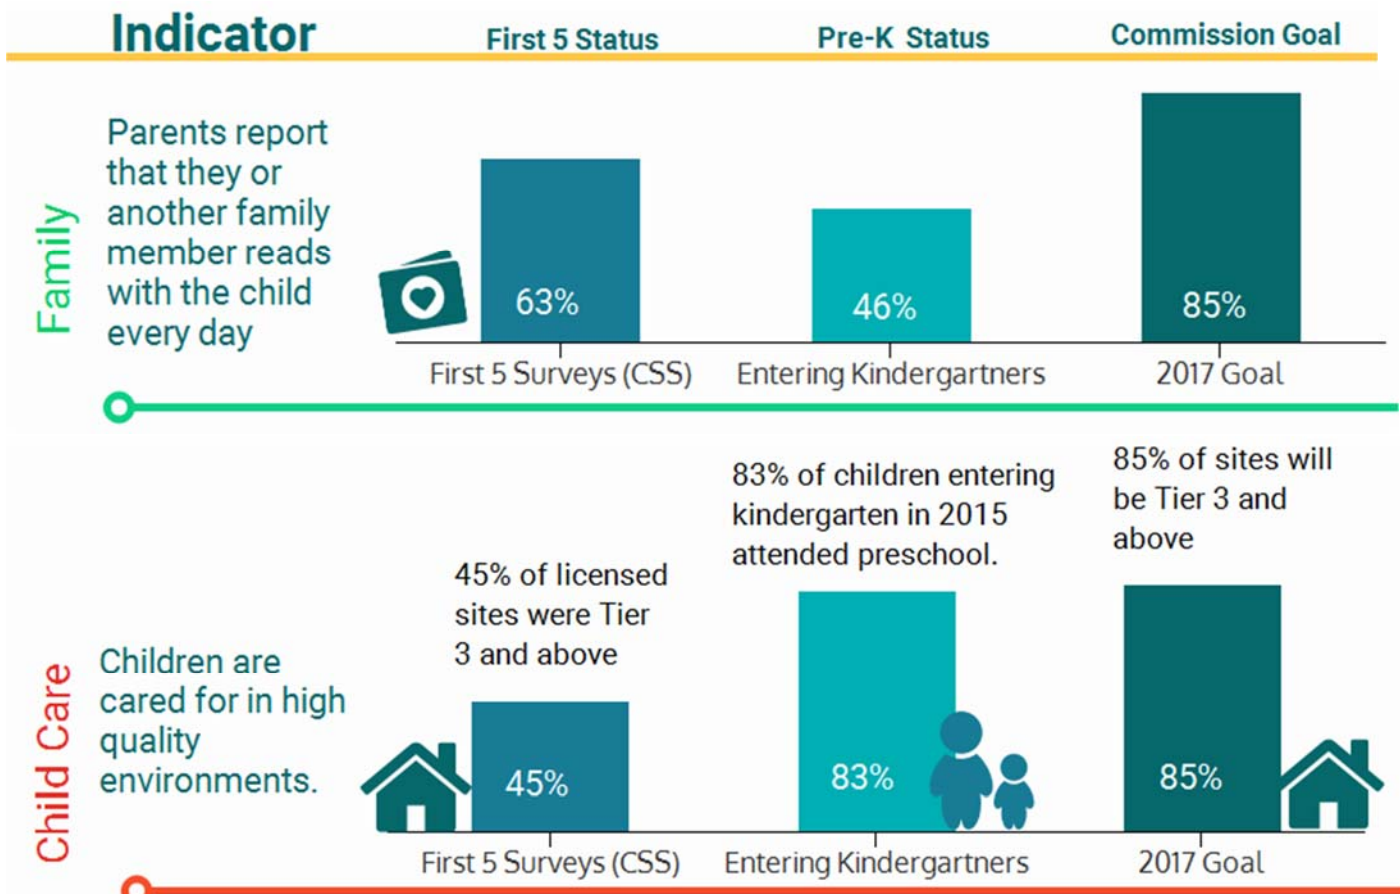 Indicator
First 5 Status
Pre-K Status
Commission Goal
Family
Parents report
that they or
another family
member reads
with the child
every day
63%
46%
85%
First 5 Surveys (CSS)
Entering Kindergartners
2017 Goal
Child Care
Children are
cared for in high
quality
environments.
45% of licensed
sites were Tier
3 and above
83% of children entering
kindergarten in 2015
attended preschool.
85% of sites will
be Tier 3 and
above
45%
83%
85%
First 5 Surveys (CSS)
Entering Kindergartners
2017 Goal